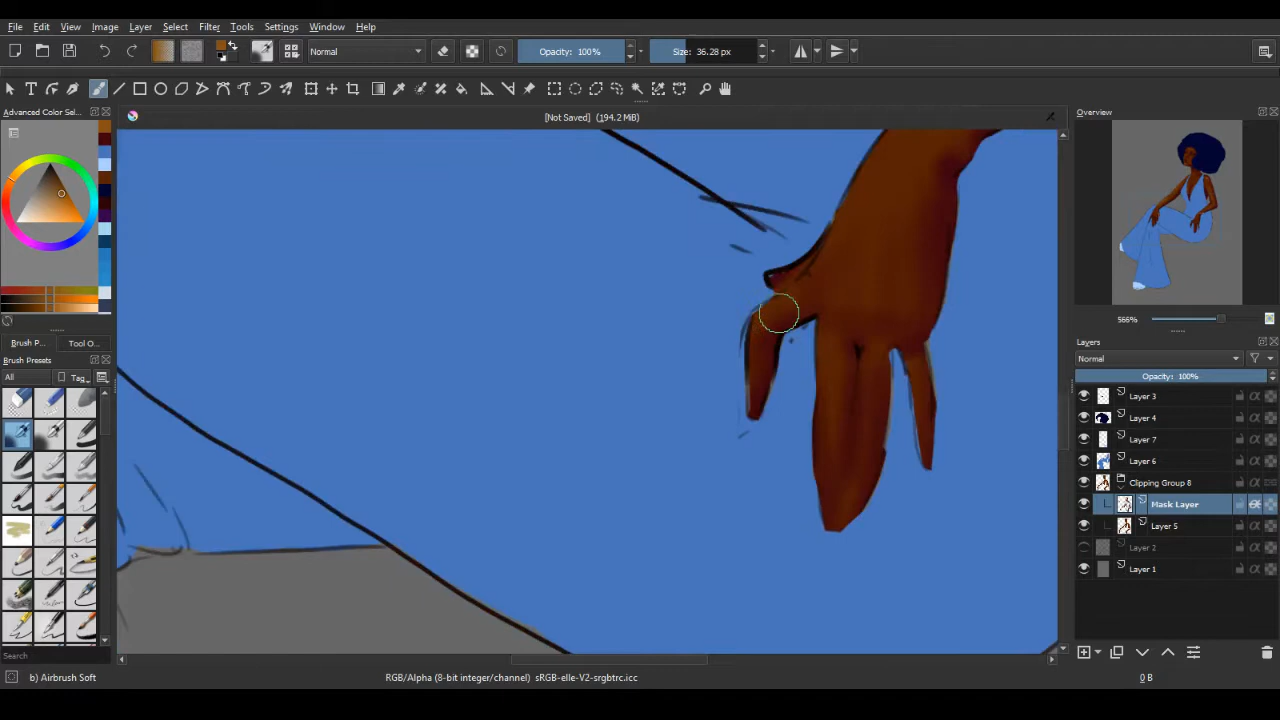 File Edit View Image Layer Select Filter Tools Settings Window Help
Normal Opacity: 100% Size: 36.28 px
Advanced Color Sel...
[Not Saved] (194.2 MiB)
Overview
566%
Layers
Normal
Opacity: 100%
Layer 3
Layer 4
Layer 7
Layer 6
Clipping Group 8
Mask Layer
Layer 5
Layer 2
Layer 1
Brush P... Tool O...
Brush Presets
All Tag
Search
b) Airbrush Soft RGB/Alpha (8-bit integer/channel) sRGB-elle-V2-srgbtrc.icc 0 B